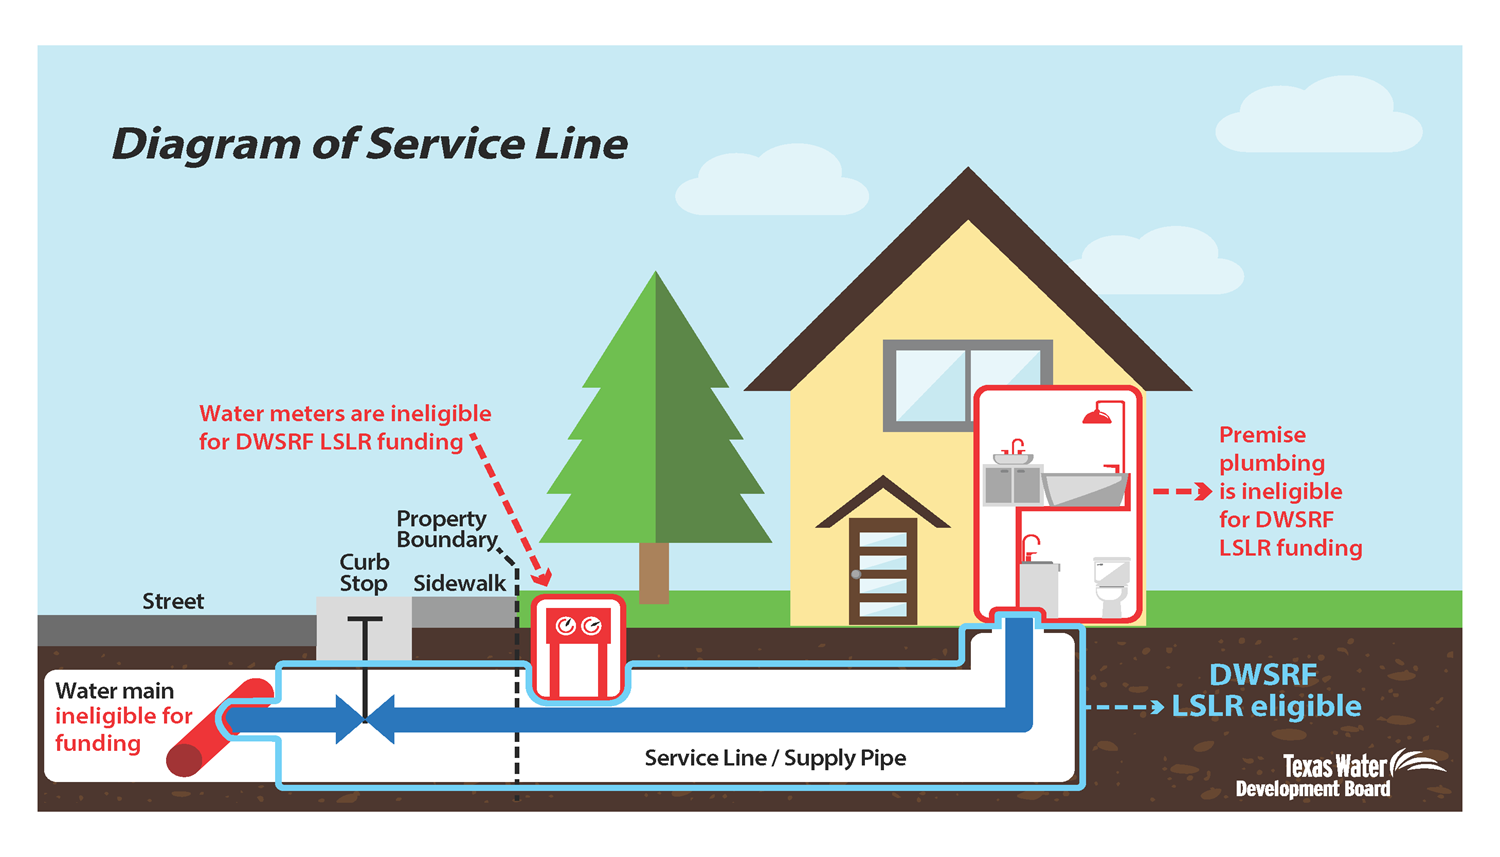 Diagram of Service Line
Water meters are ineligible
for DWSRF LSLR funding
Premise
plumbing
is ineligible
for DWSRF
LSLR funding
Property
Boundary
Curb
Stop
Sidewalk
Street
Water main
ineligible for
funding
DWSRF
LSLR eligible
Service Line / Supply Pipe
Texas Water
Development Board